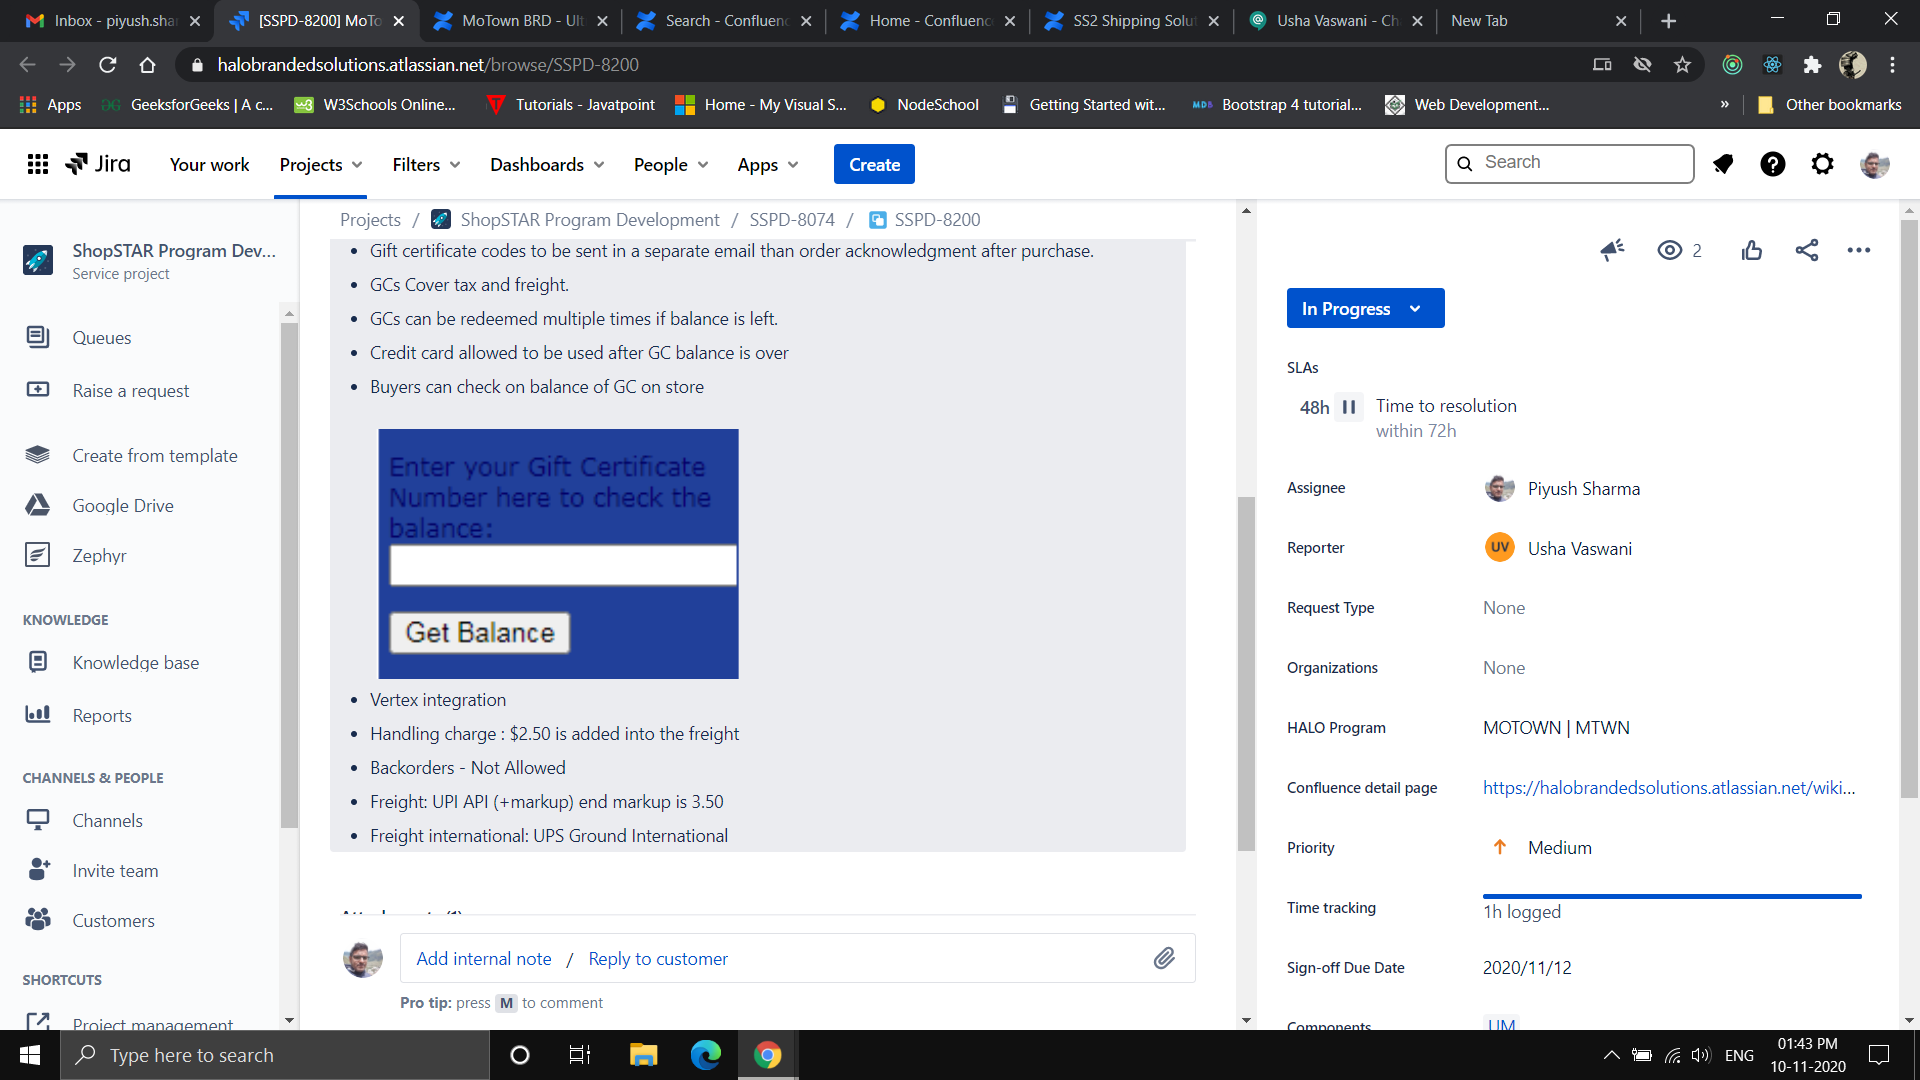 Inbox - piyush.shar
[SSPD-8200] MoTo
MoTown BRD - Ult
Search - Confluenc
Home - Confluenc
SS2 Shipping Solut
Usha Vaswani - Cha
New Tab
halobrandedsolutions.atlassian.net/browse/SSPD-8200
Apps
GeeksforGeeks | A c...
W3Schools Online...
Tutorials - Javatpoint
Home - My Visual S...
NodeSchool
Getting Started wit...
Bootstrap 4 tutorial...
Web Development...
»
Other bookmarks
Jira
Your work
Projects
Filters
Dashboards
People
Apps
Create
Search
ShopSTAR Program Dev...
Service project
Queues
Raise a request
Create from template
Google Drive
Zephyr
KNOWLEDGE
Knowledge base
Reports
CHANNELS & PEOPLE
Channels
Invite team
Customers
SHORTCUTS
Project management
Projects / ShopSTAR Program Development / SSPD-8074 / SSPD-8200
• Gift certificate codes to be sent in a separate email than order acknowledgment after purchase.
• GCs Cover tax and freight.
• GCs can be redeemed multiple times if balance is left.
• Credit card allowed to be used after GC balance is over
• Buyers can check on balance of GC on store
Enter your Gift Certificate
Number here to check the
balance:
Get Balance
• Vertex integration
• Handling charge : $2.50 is added into the freight
• Backorders - Not Allowed
• Freight: UPI API (+markup) end markup is 3.50
• Freight international: UPS Ground International
Add internal note / Reply to customer
Pro tip: press M to comment
2
In Progress
SLAs
48h
Time to resolution
within 72h
Assignee
Piyush Sharma
Reporter
UV
Usha Vaswani
Request Type
None
Organizations
None
HALO Program
MOTOWN | MTWN
Confluence detail page
https://halobrandedsolutions.atlassian.net/wiki...
Priority
Medium
Time tracking
1h logged
Sign-off Due Date
2020/11/12
Components
UM
Type here to search
ENG
01:43 PM
10-11-2020